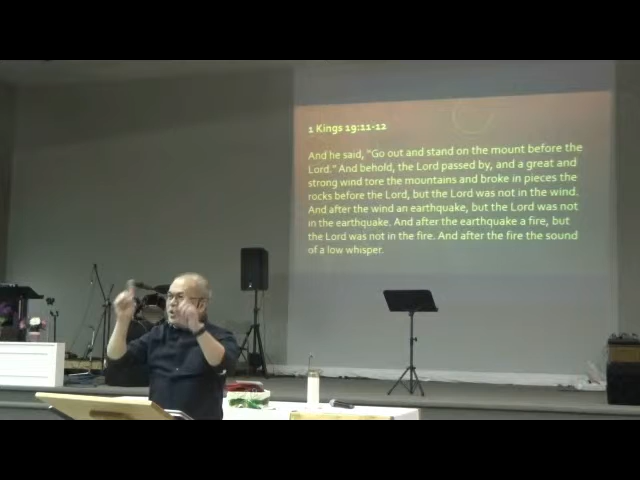 1 Kings 19:11-12
And he said, "Go out and stand on the mount before the
Lord." And behold, the Lord passed by, and a great and
strong wind tore the mountains and broke in pieces the
rocks before the Lord, but the Lord was not in the wind.
And after the wind an earthquake, but the Lord was not
in the earthquake. And after the earthquake a fire, but
the Lord was not in the fire. And after the fire the sound
of a low whisper.